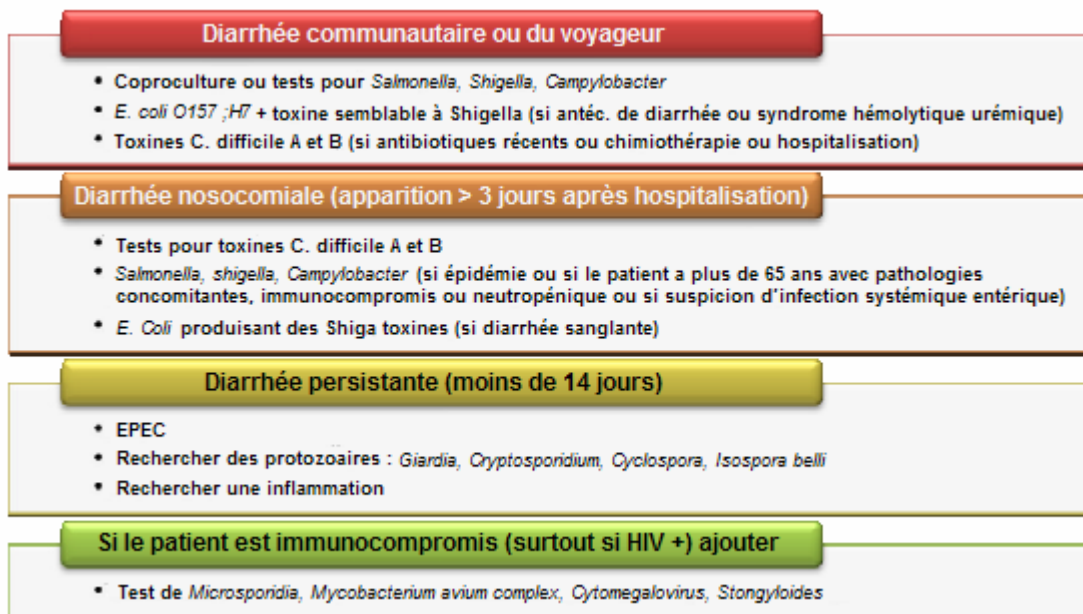 Diarrhée communautaire ou du voyageur
• Coproculture ou tests pour Salmonella, Shigella, Campylobacter
• E. coli O157 ;H7 + toxine semblable à Shigella (si antéc. de diarrhée ou syndrome hémolytique urémique)
• Toxines C. difficile A et B (si antibiotiques récents ou chimiothérapie ou hospitalisation)
Diarrhée nosocomiale (apparition > 3 jours après hospitalisation)
• Tests pour toxines C. difficile A et B
• Salmonella, shigella, Campylobacter (si épidémie ou si le patient a plus de 65 ans avec pathologies
concomitantes, immunocompromis ou neutropénique ou si suspicion d'infection systémique entérique)
• E. Coli produisant des Shiga toxines (si diarrhée sanglante)
Diarrhée persistante (moins de 14 jours)
• EPEC
• Rechercher des protozoaires : Giardia, Cryptosporidium, Cyclospora, Isospora belli
• Rechercher une inflammation
Si le patient est immunocompromis (surtout si HIV +) ajouter
• Test de Microsporidia, Mycobacterium avium complex, Cytomegalovirus, Stongyloides